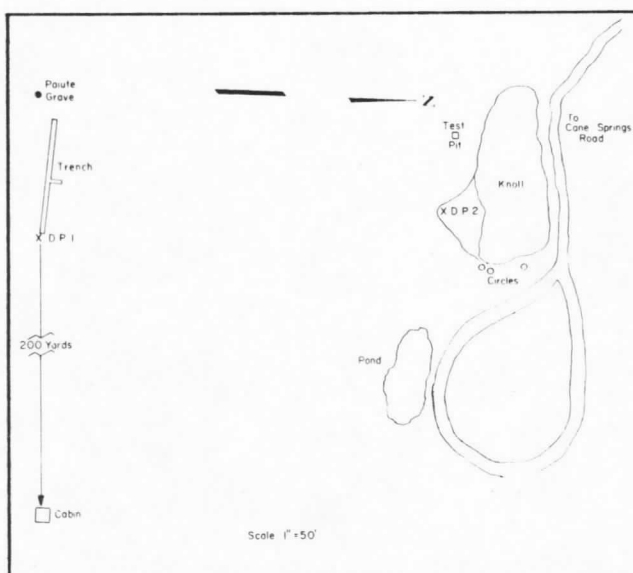 Paiute
Grave
Trench
X D.P.1
200 Yards
Cabin
N
Test
Pit
To
Cane Springs
Road
Knoll
X D.P.2
Circles
Pond
Scale 1"=50'